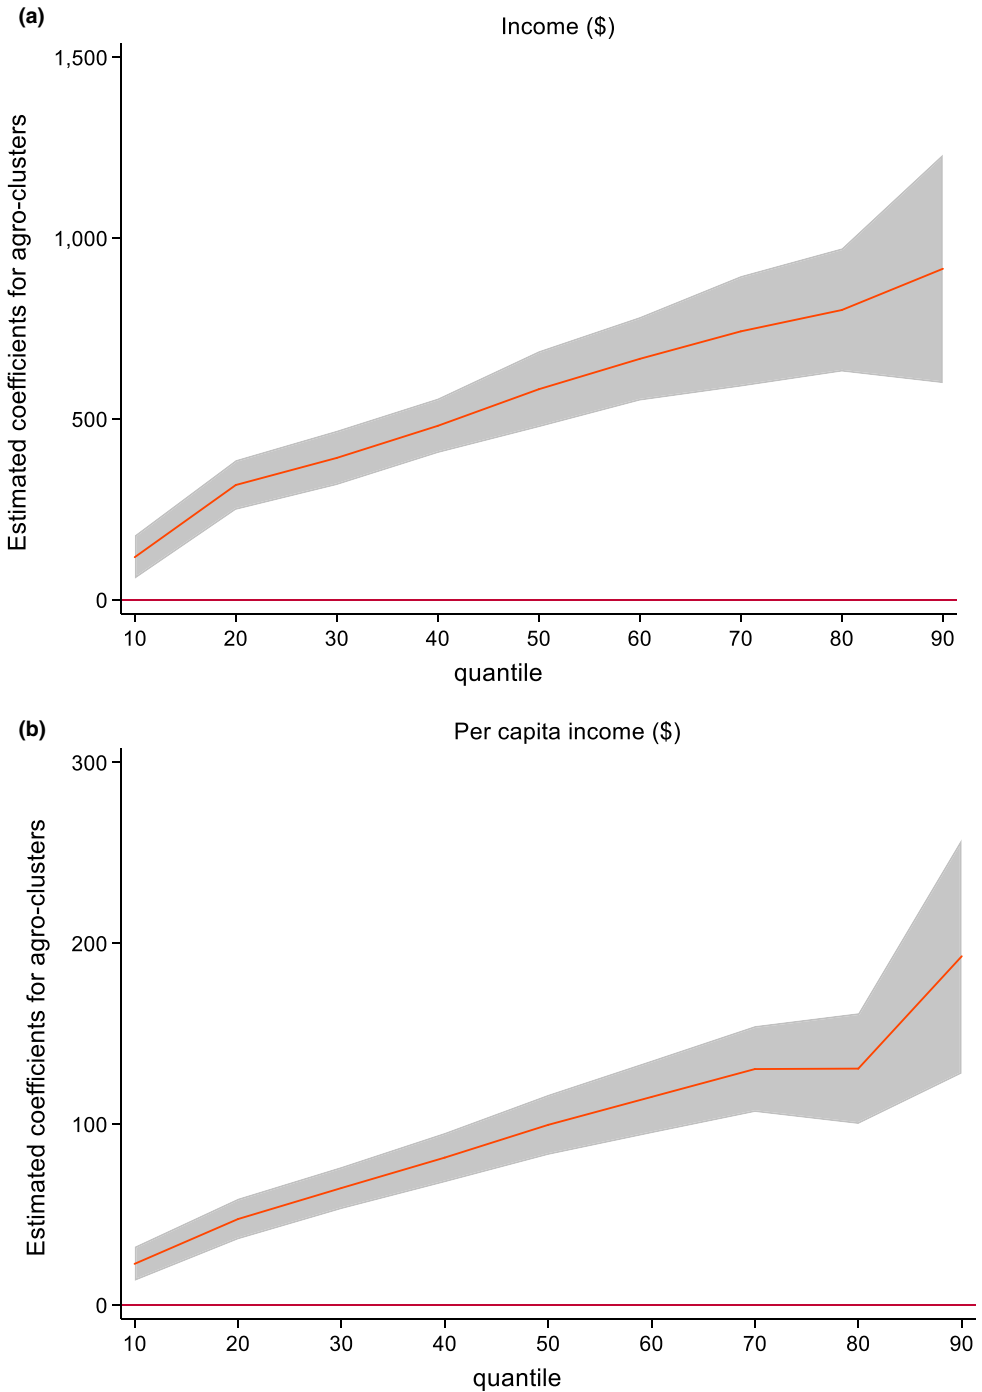 (a)
Income ($)
Estimated coefficients for agro-clusters
1,500
1,000
500
0
10 20 30 40 50 60 70 80 90
quantile
(b)
Per capita income ($)
Estimated coefficients for agro-clusters
300
200
100
0
10 20 30 40 50 60 70 80 90
quantile